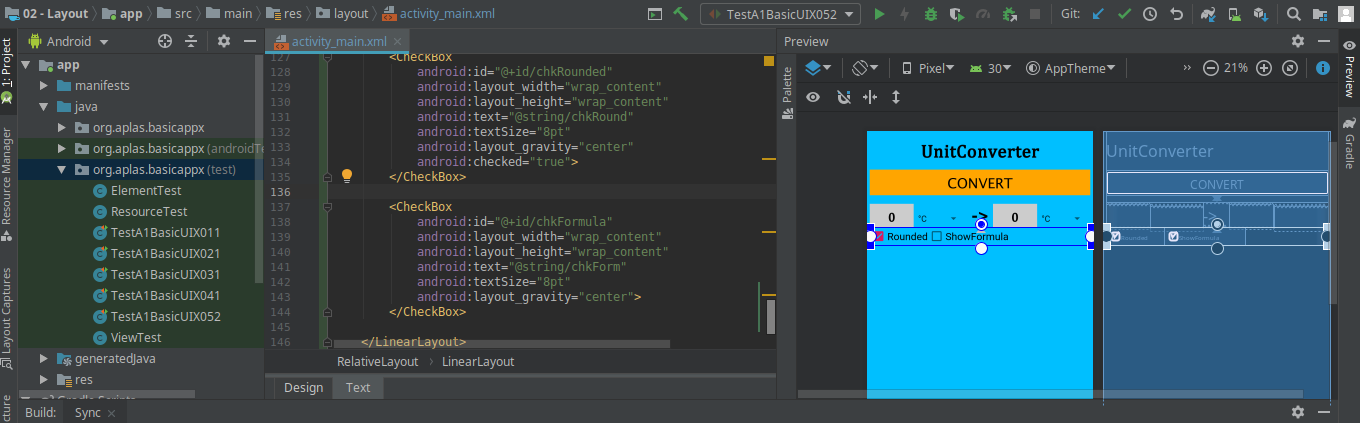 02 - Layout app src main res layout activity_main.xml TestA1BasicUIX052 Git:
1: Project
Resource Manager
Layout Captures
Android
app
manifests
java
org.aplas.basicappx
org.aplas.basicappx (androidTe
org.aplas.basicappx (test)
ElementTest
ResourceTest
TestA1BasicUIX011
TestA1BasicUIX021
TestA1BasicUIX031
TestA1BasicUIX041
TestA1BasicUIX052
ViewTest
generatedJava
res
activity_main.xml
127 <CheckBox
128 android:id="@+id/chkRounded"
129 android:layout_width="wrap_content"
130 android:layout_height="wrap_content"
131 android:text="@string/chkRound"
132 android:textSize="8pt"
133 android:layout_gravity="center"
134 android:checked="true">
135 </CheckBox>
136
137 <CheckBox
138 android:id="@+id/chkFormula"
139 android:layout_width="wrap_content"
140 android:layout_height="wrap_content"
141 android:text="@string/chkForm"
142 android:textSize="8pt"
143 android:layout_gravity="center">
144 </CheckBox>
145
146 </LinearLayout>
RelativeLayout › LinearLayout
Design Text
Preview
Palette
Pixel 30 AppTheme » 21%
UnitConverter
CONVERT
0 °C -> 0 °C
Rounded ShowFormula
UnitConverter
CONVERT
->
Rounded ShowFormula
Preview
Gradle
Build: Sync